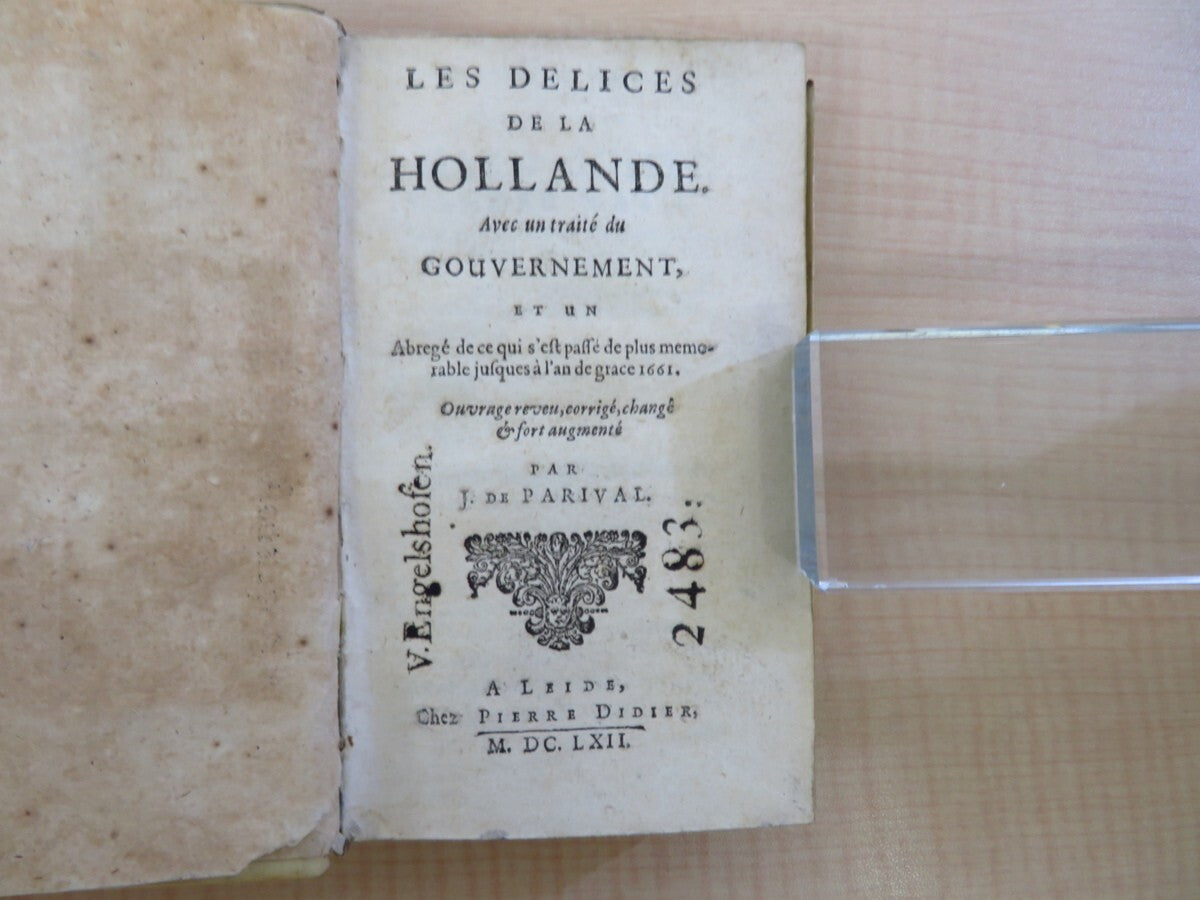 LES DELICES
DE LA
HOLLANDE.
Avec un traité du
GOUVERNEMENT,
ET UN
Abregé de ce qui s'eſt paſſé de plus memo-
rable juſques à l'an de grace 1661.
Ouvrage reveu, corrigé, changé
& fort augmenté
PAR
J. DE PARIVAL.
V. Engelshofen.
2483:
A LEIDE,
Chez PIERRE DIDIER,
M. DC. LXII.